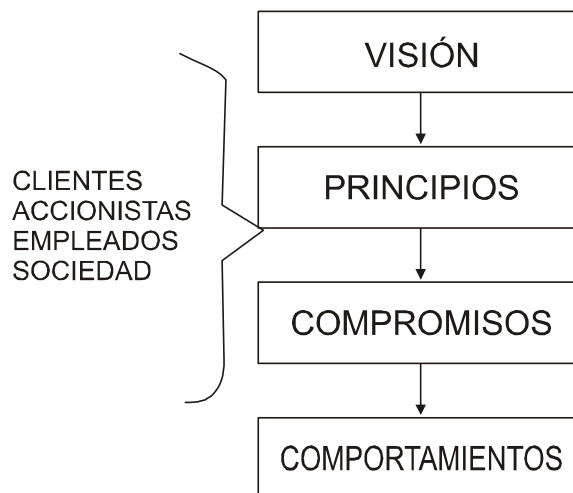 VISIÓN
PRINCIPIOS
CLIENTES
ACCIONISTAS
EMPLEADOS
SOCIEDAD
COMPROMISOS
COMPORTAMIENTOS